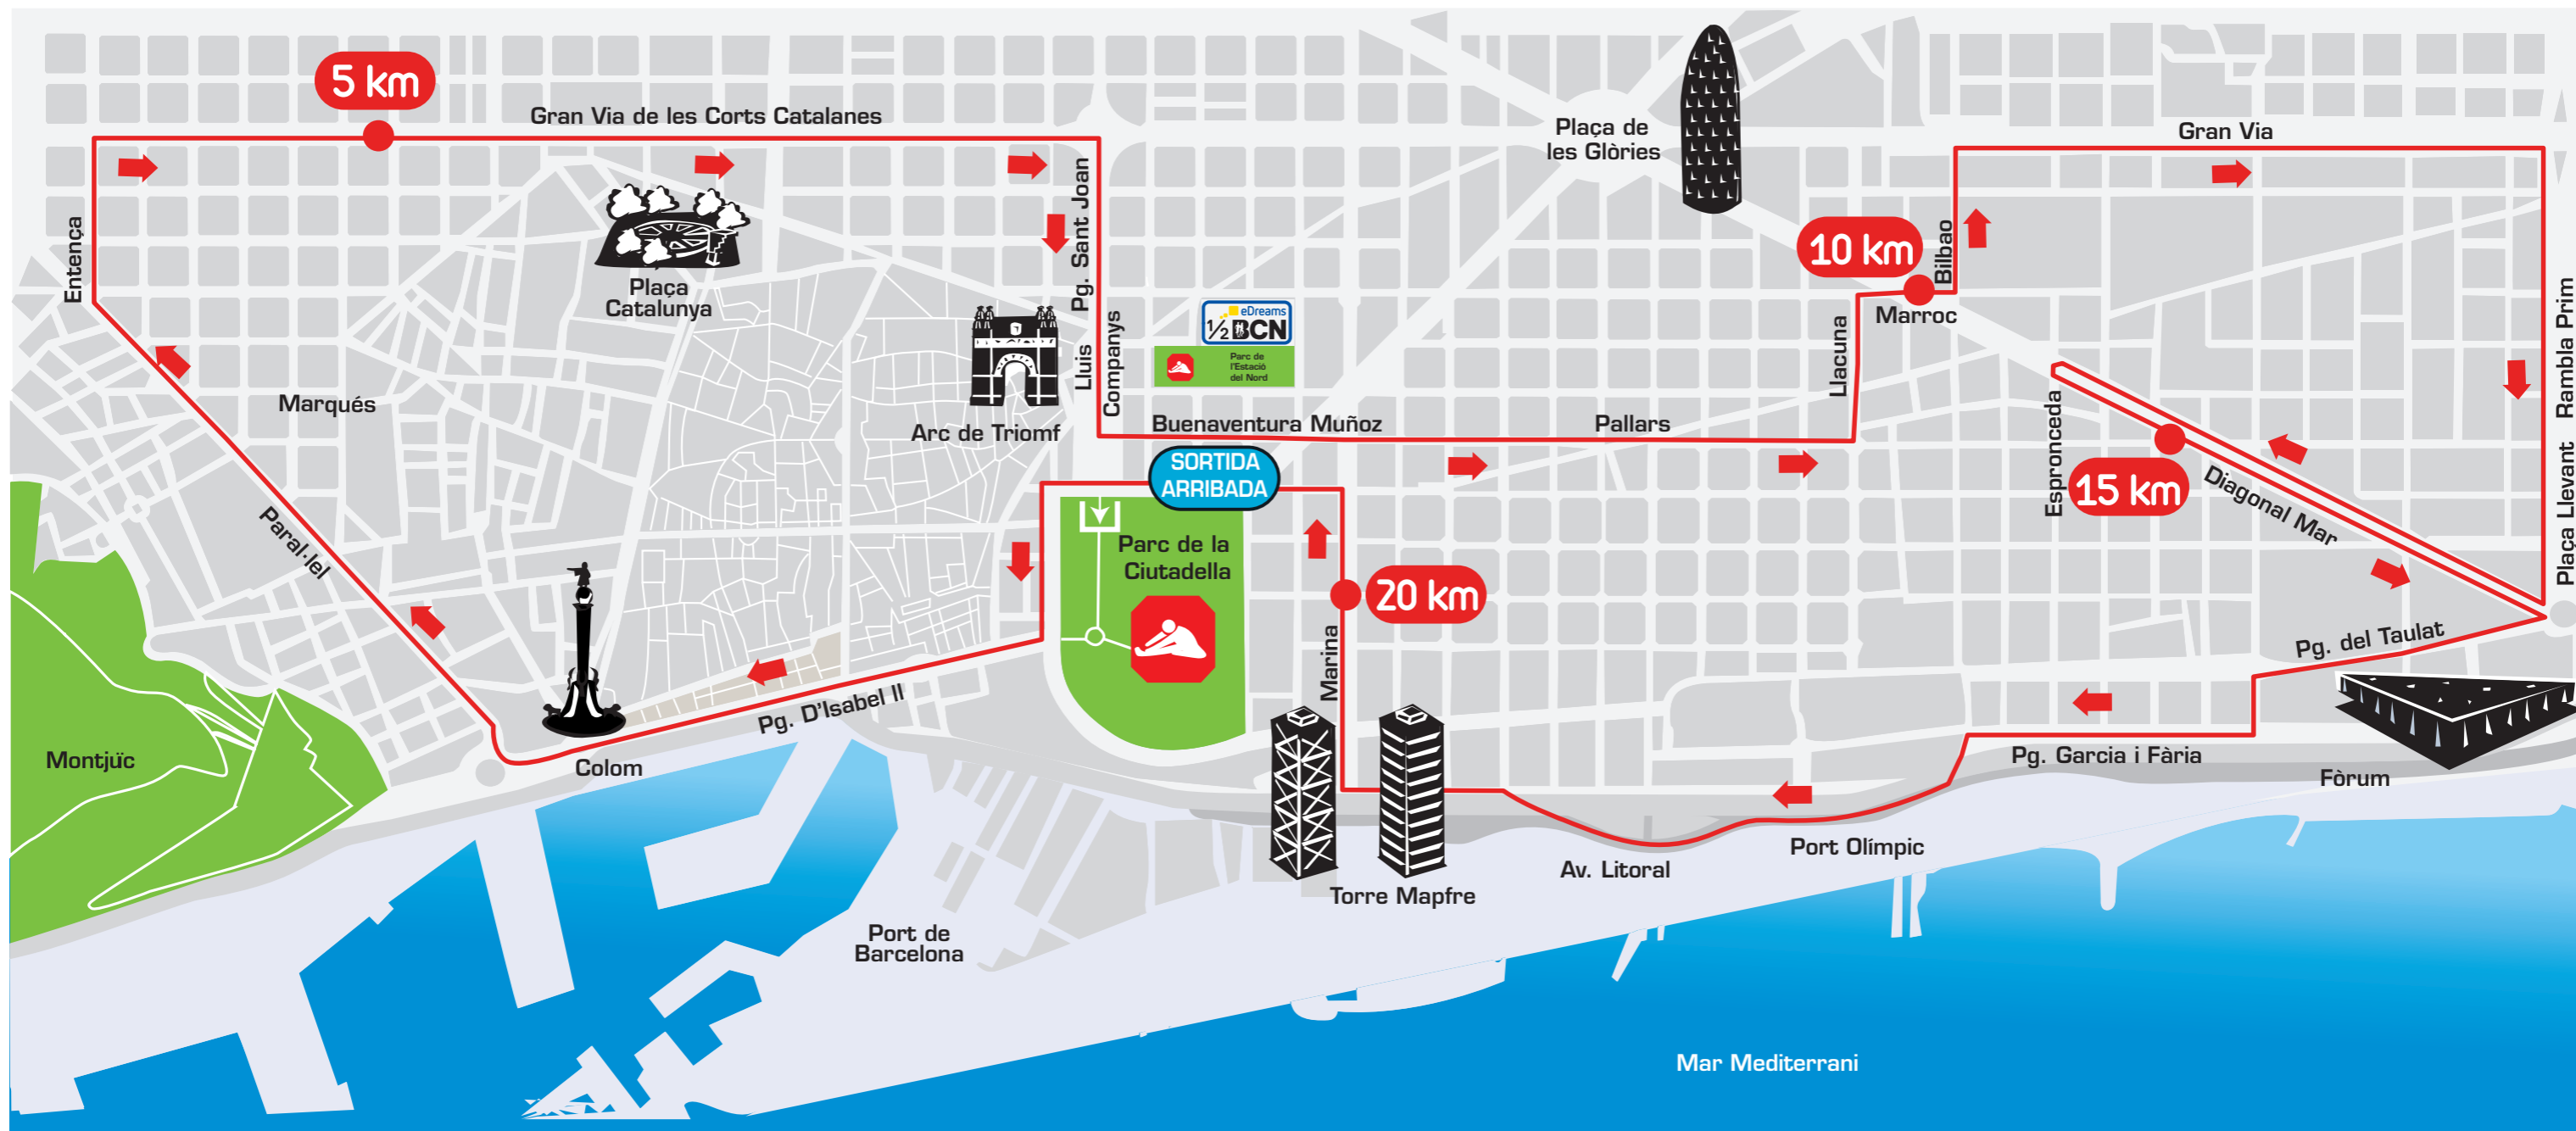 5 km
Gran Via de les Corts Catalanes
Plaça de
les Glòries
Gran Via
Entença
Pg. Sant Joan
Plaça
Catalunya
10 km
Bilbao
Marroc
eDreams
½ BCN
Parc de
l'Estació
del Nord
Lluis
Companys
Llacuna
Rambla Prim
Plaça Llevant
Marqués
Arc de Triomf
Buenaventura Muñoz
Pallars
SORTIDA
ARRIBADA
Espronceda
15 km
Diagonal Mar
Paral·lel
Parc de la
Ciutadella
20 km
Marina
Pg. del Taulat
Pg. D'Isabel II
Montjüc
Colom
Pg. Garcia i Fària
Fòrum
Port Olímpic
Av. Litoral
Torre Mapfre
Port de
Barcelona
Mar Mediterrani